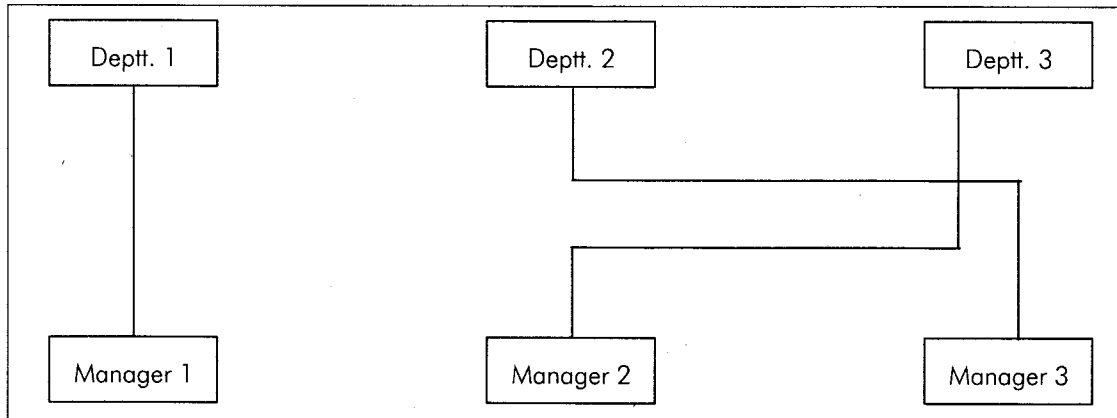 Deptt. 1
Deptt. 2
Deptt. 3
Manager 1
Manager 2
Manager 3